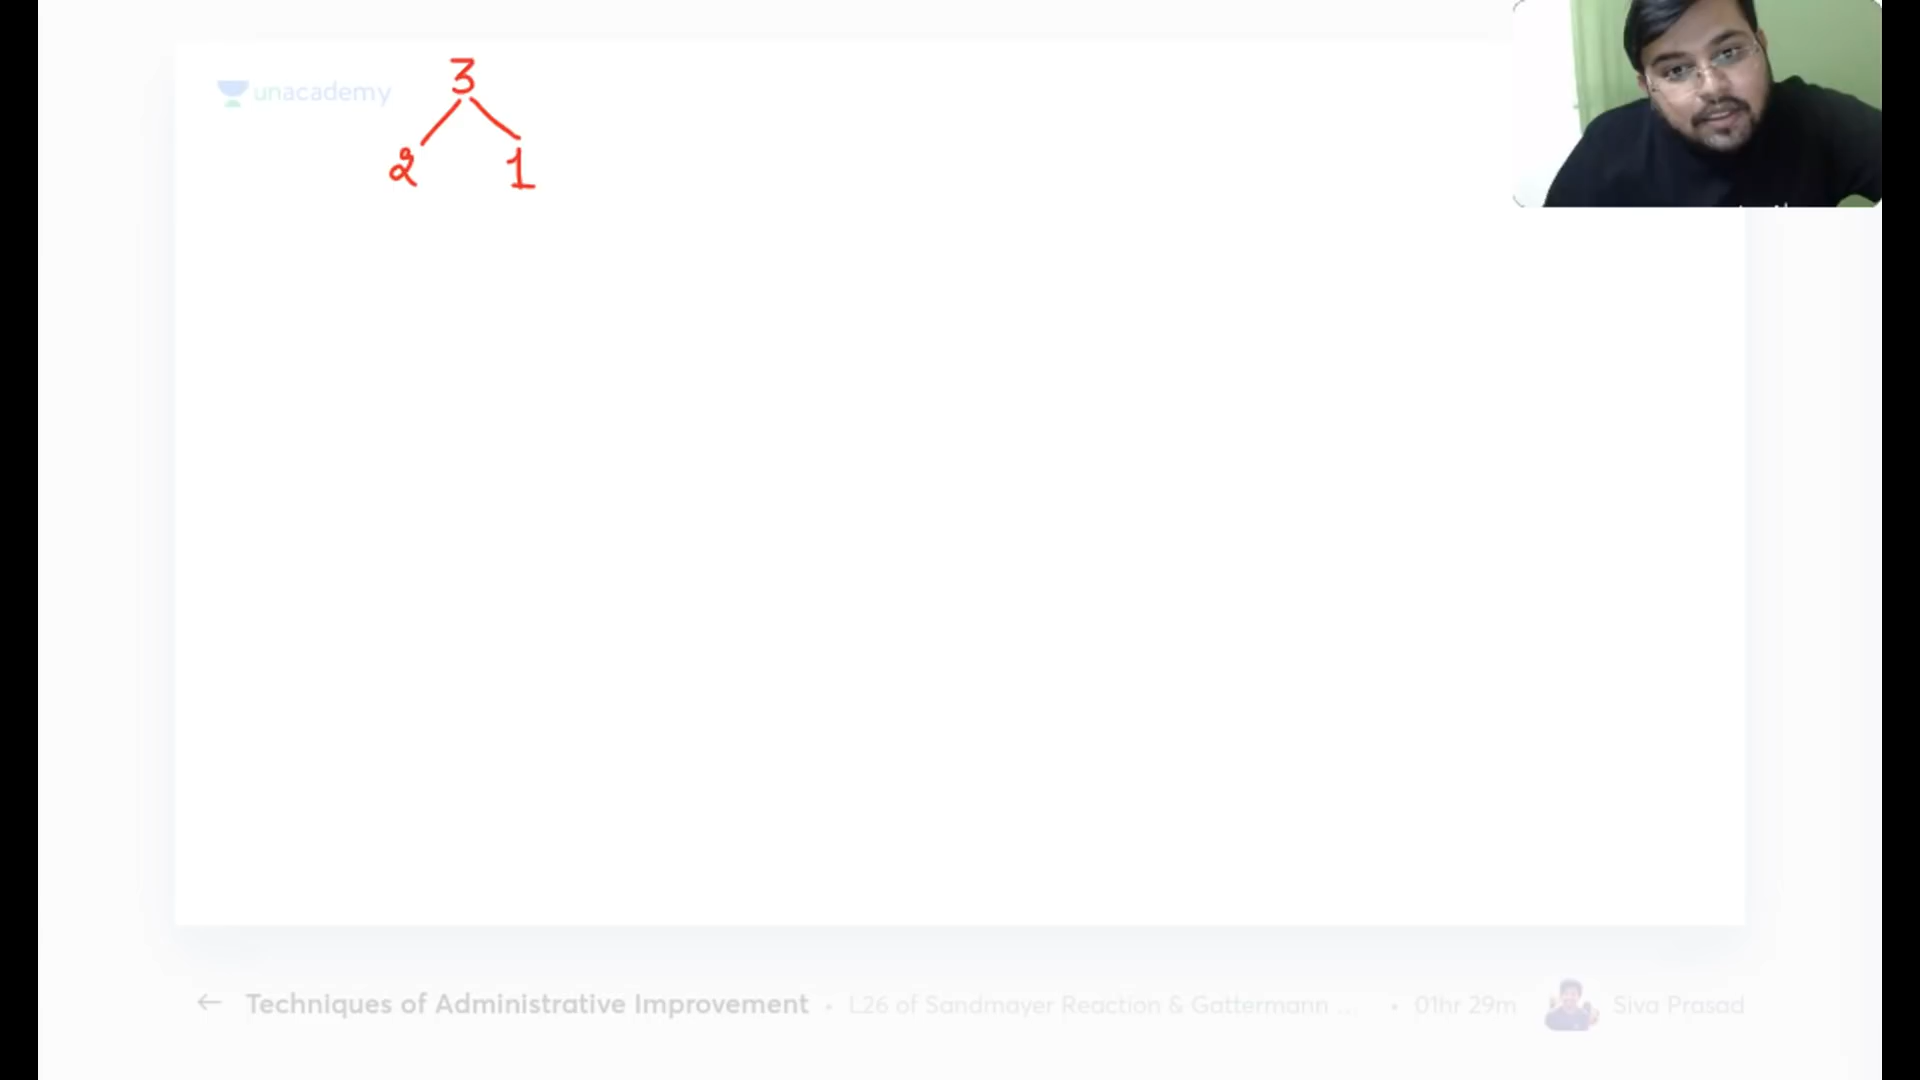 unacademy
3
2 1
Techniques of Administrative Improvement • L26 of Sandmayer Reaction & Gattermann ... • 01hr 29m Siva Prasad